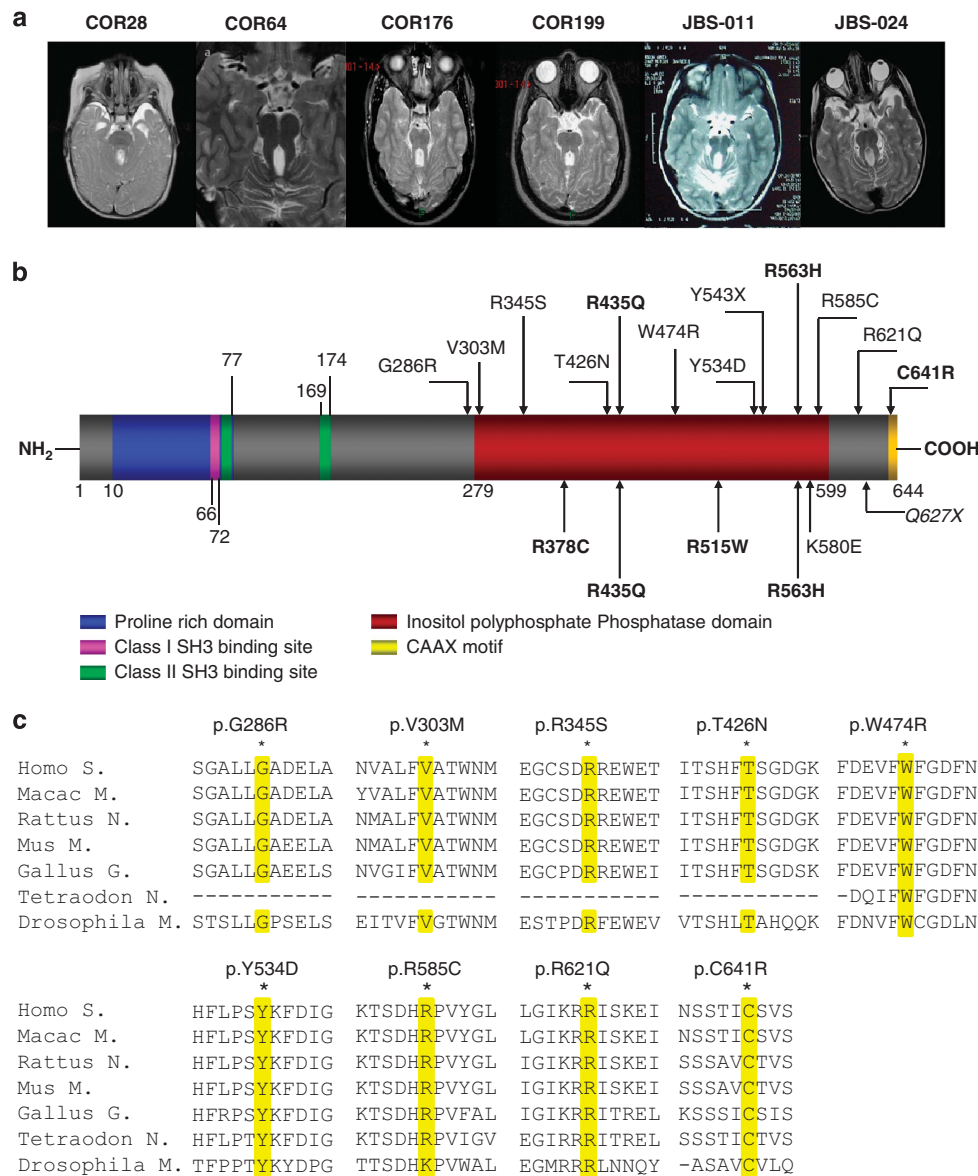 a
COR28 COR64 COR176 COR199 JBS-011 JBS-024
a
301-14
301-14
b
R563H
Y543X
R345S R435Q R585C
W474R R621Q
77 174 V303M
G286R T426N Y534D C641R
169
NH2 COOH
1 10 279 599 644
66 Q627X
72
R378C R515W K580E
R435Q R563H
Proline rich domain Inositol polyphosphate Phosphatase domain
Class I SH3 binding site CAAX motif
Class II SH3 binding site
c
p.G286R p.V303M p.R345S p.T426N p.W474R
* * * * *
Homo S. SGALLGADELA NVALFVATWNM EGCSDRREWET ITSHFTSGDGK FDEVFWFGDFN
Macac M. SGALLGADELA YVALFVATWNM EGCSDRREWET ITSHFTSGDGK FDEVFWFGDFN
Rattus N. SGALLGADELA NMALFVATWNM EGCSDRREWET ITSHFTSGDGK FDEVFWFGDFN
Mus M. SGALLGAEELA NMALFVATWNM EGCSDRREWET ITSHFTSGDGK FDEVFWFGDFN
Gallus G. SGALLGAEELS NVGIFVATWNM EGCPDRREWEI ITSHFTSGDSK FDEVFWFGDFN
Tetraodon N. ----------- ----------- ----------- ----------- -DQIFWFGDFN
Drosophila M. STSLLGPSELS EITVFVGTWNM ESTPDRFEWEV VTSHLTAHQQK FDNVFWCGDLN
p.Y534D p.R585C p.R621Q p.C641R
* * * *
Homo S. HFLPSYKFDIG KTSDHRPVYGL LGIKRRISKEI NSSTICSVS
Macac M. HFLPSYKFDIG KTSDHRPVYGL LGIKRRISKEI NSSTICSVS
Rattus N. HFLPSYKFDIG KTSDHRPVYGL IGIKRRISKEI SSSAVCTVS
Mus M. HFLPSYKFDIG KTSDHRPVYGL IGIKRRISKEI SSSAVCTVS
Gallus G. HFRPSYKFDIG KTSDHRPVFAL IGIKRRITREL KSSSICSIS
Tetraodon N. HFLPTYKFDIG KTSDHRPVIGV EGIRRRITREL SSSTICTVS
Drosophila M. TFPPTYKYDPG TTSDHKPVWAL EGMRRRLNNQY -ASAVCVLQ